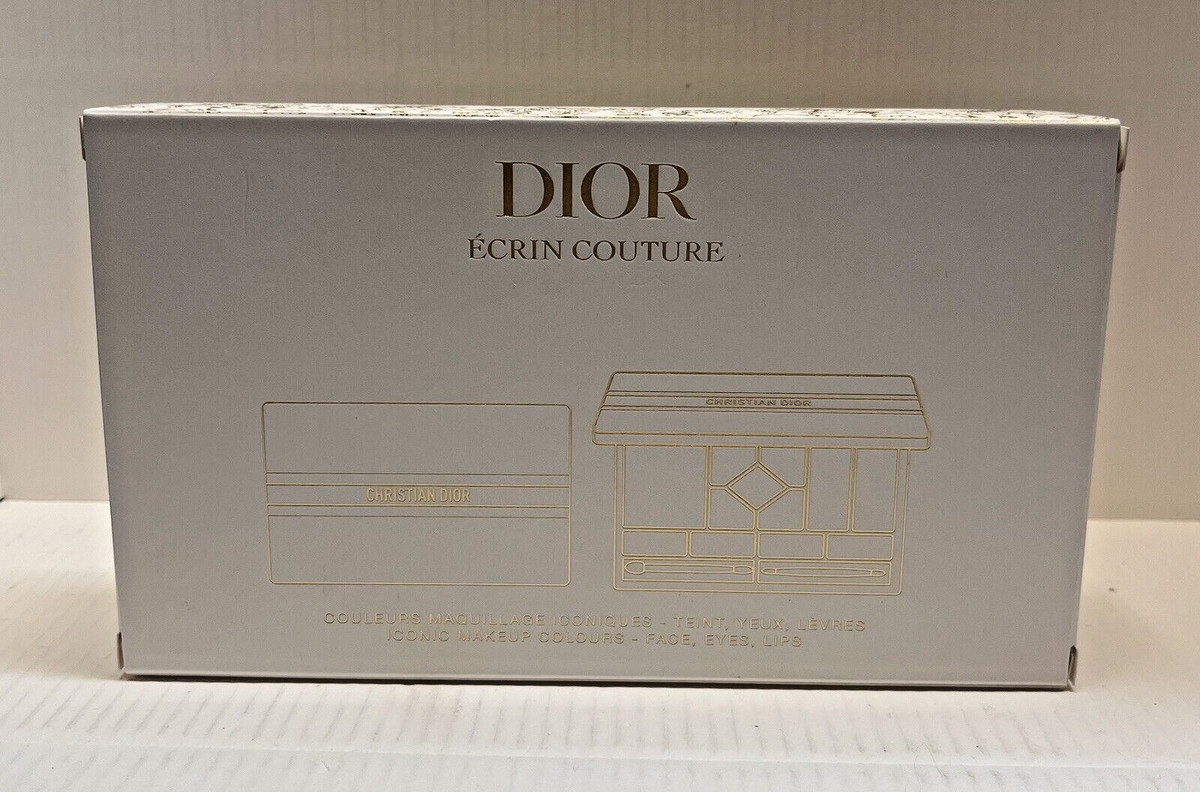 DIOR
ÉCRIN COUTURE
CHRISTIAN DIOR
CHRISTIAN DIOR
COULEURS MAQUILLAGE ICONIQUES - TEINT, YEUX, LÈVRES
ICONIC MAKEUP COLOURS - FACE, EYES, LIPS